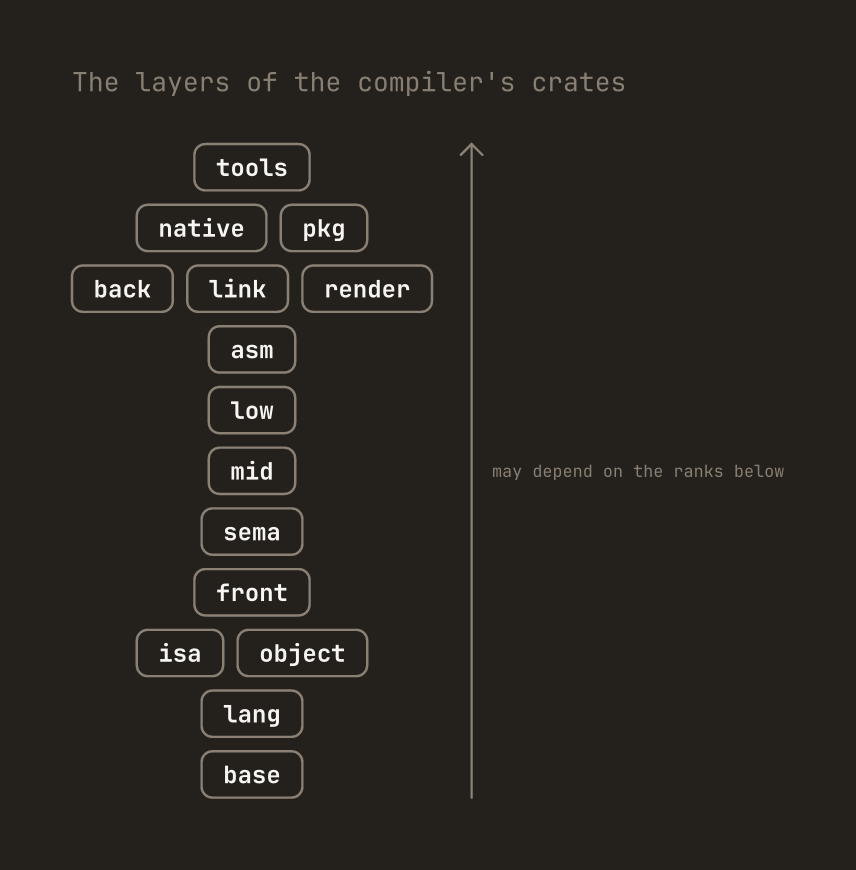 The layers of the compiler's crates
tools
native pkg
back link render
asm
low
mid
may depend on the ranks below
sema
front
isa object
lang
base